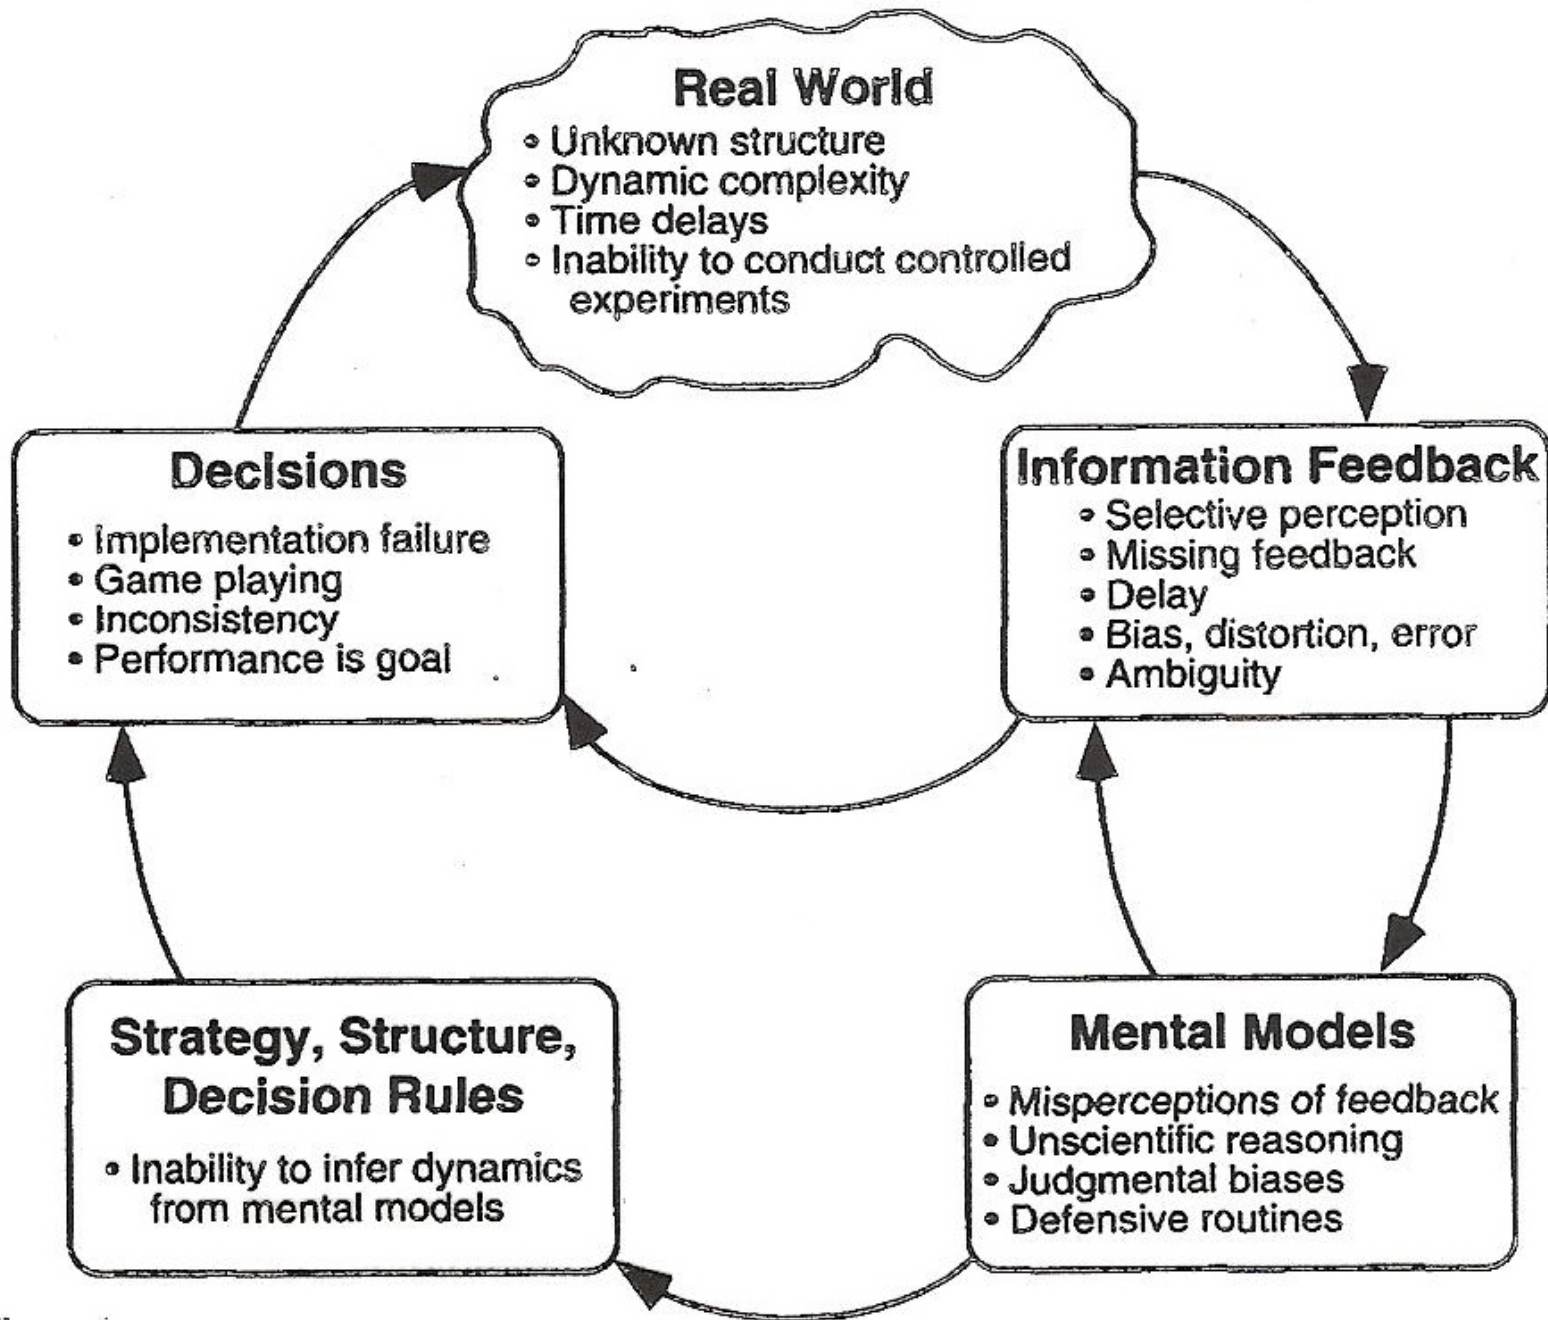 Real World
• Unknown structure
• Dynamic complexity
• Time delays
• Inability to conduct controlled
experiments
Decisions
• Implementation failure
• Game playing
• Inconsistency
• Performance is goal
Information Feedback
• Selective perception
• Missing feedback
• Delay
• Bias, distortion, error
• Ambiguity
Strategy, Structure,
Decision Rules
• Inability to infer dynamics
from mental models
Mental Models
• Misperceptions of feedback
• Unscientific reasoning
• Judgmental biases
• Defensive routines